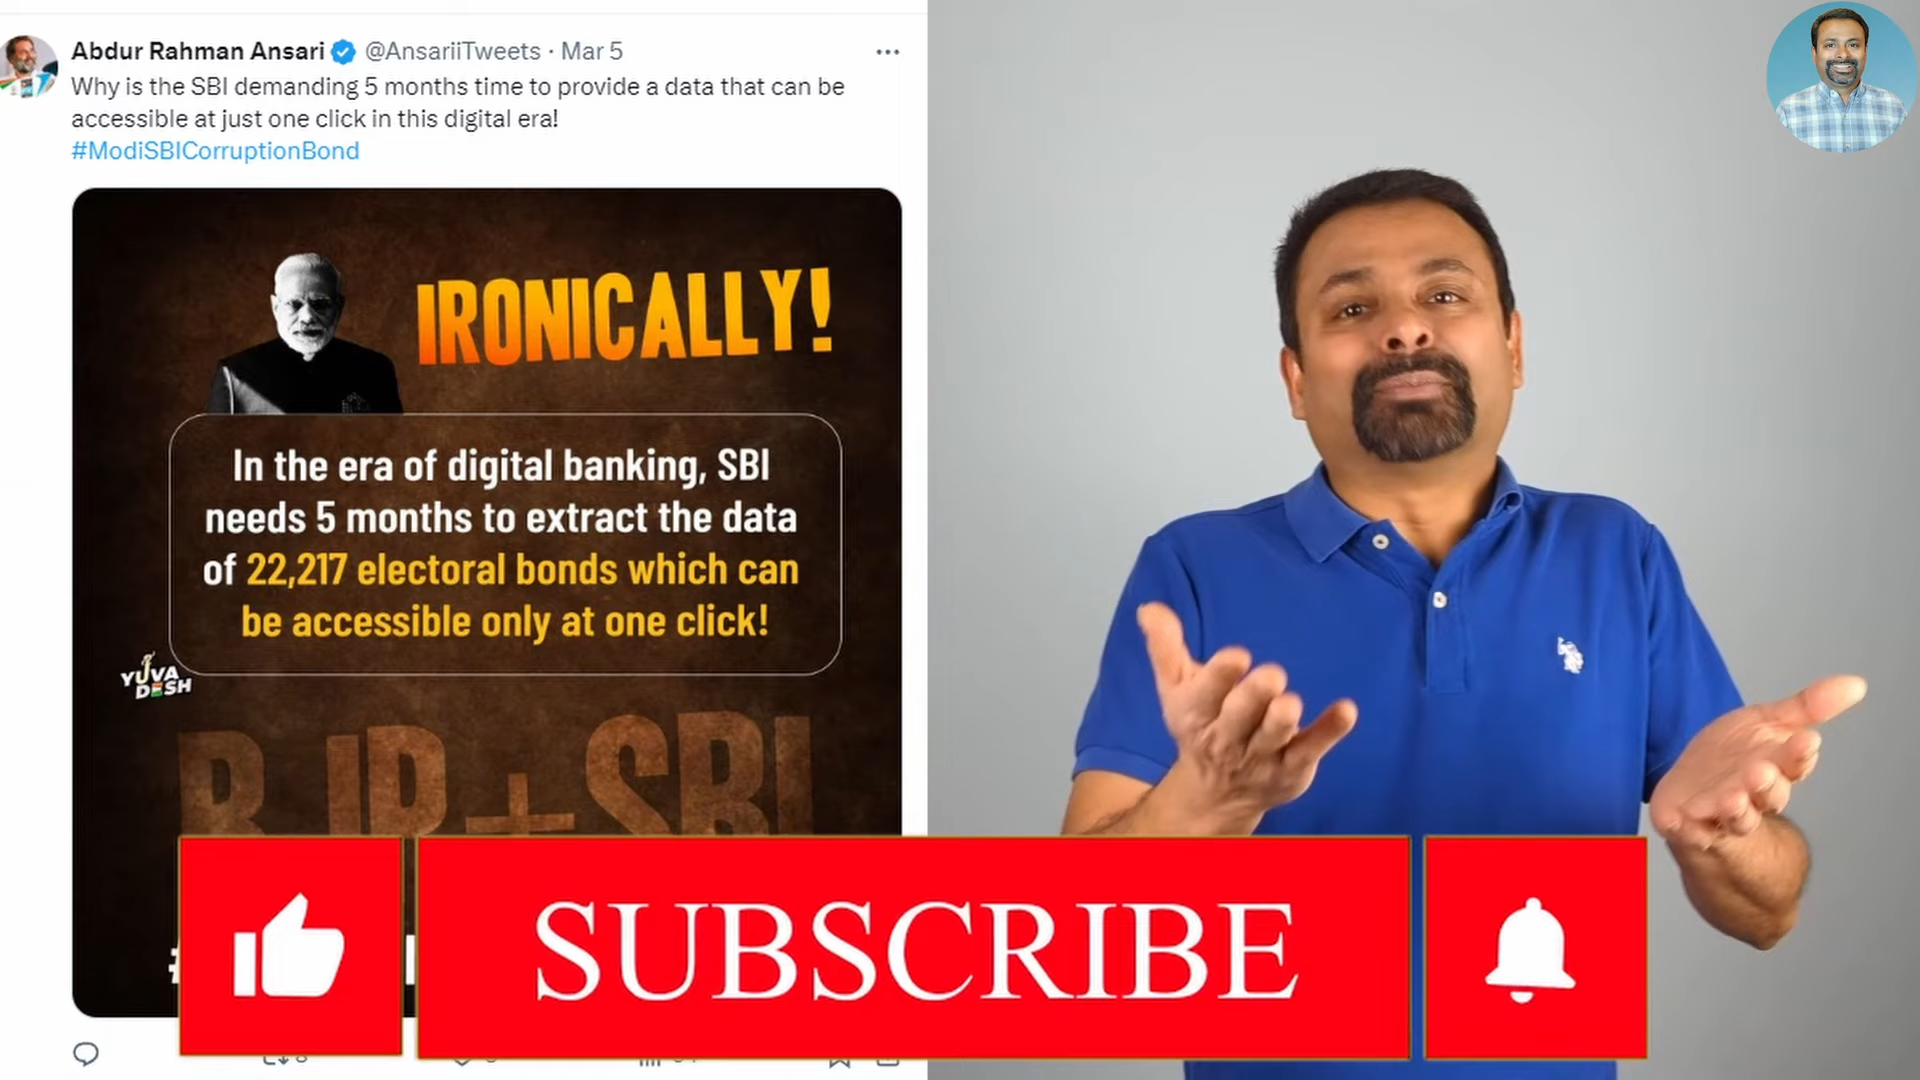 Abdur Rahman Ansari @AnsariiTweets · Mar 5
Why is the SBI demanding 5 months time to provide a data that can be
accessible at just one click in this digital era!
#ModiSBICorruptionBond
IRONICALLY!
In the era of digital banking, SBI
needs 5 months to extract the data
of 22,217 electoral bonds which can
be accessible only at one click!
YUVA
DESH
BJP + SBI
SUBSCRIBE